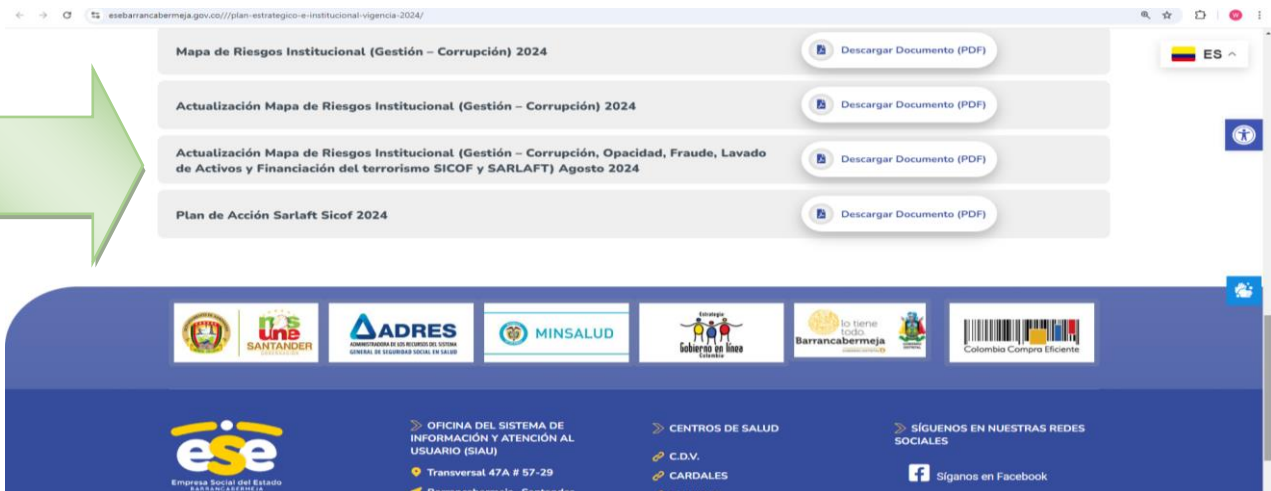 esebarrancabermeja.gov.co///plan-estrategico-e-institucional-vigencia-2024/
Mapa de Riesgos Institucional (Gestión – Corrupción) 2024
Descargar Documento (PDF)
ES
Actualización Mapa de Riesgos Institucional (Gestión – Corrupción) 2024
Descargar Documento (PDF)
Actualización Mapa de Riesgos Institucional (Gestión – Corrupción, Opacidad, Fraude, Lavado
de Activos y Financiación del terrorismo SICOF y SARLAFT) Agosto 2024
Descargar Documento (PDF)
Plan de Acción Sarlaft Sicof 2024
Descargar Documento (PDF)
nos
une
SANTANDER
ADRES
ADMINISTRADORA DE LOS RECURSOS DEL SISTEMA
GENERAL DE SEGURIDAD SOCIAL EN SALUD
MINSALUD
Estrategia
Gobierno en línea
Colombia
lo tiene
todo.
Barrancabermeja
Colombia Compra Eficiente
ese
Empresa Social del Estado
BARRANCABERMEJA
OFICINA DEL SISTEMA DE
INFORMACIÓN Y ATENCIÓN AL
USUARIO (SIAU)
Transversal 47A # 57-29
Barrancabermeja - Santander
CENTROS DE SALUD
C.D.V.
CARDALES
SÍGUENOS EN NUESTRAS REDES
SOCIALES
Síganos en Facebook